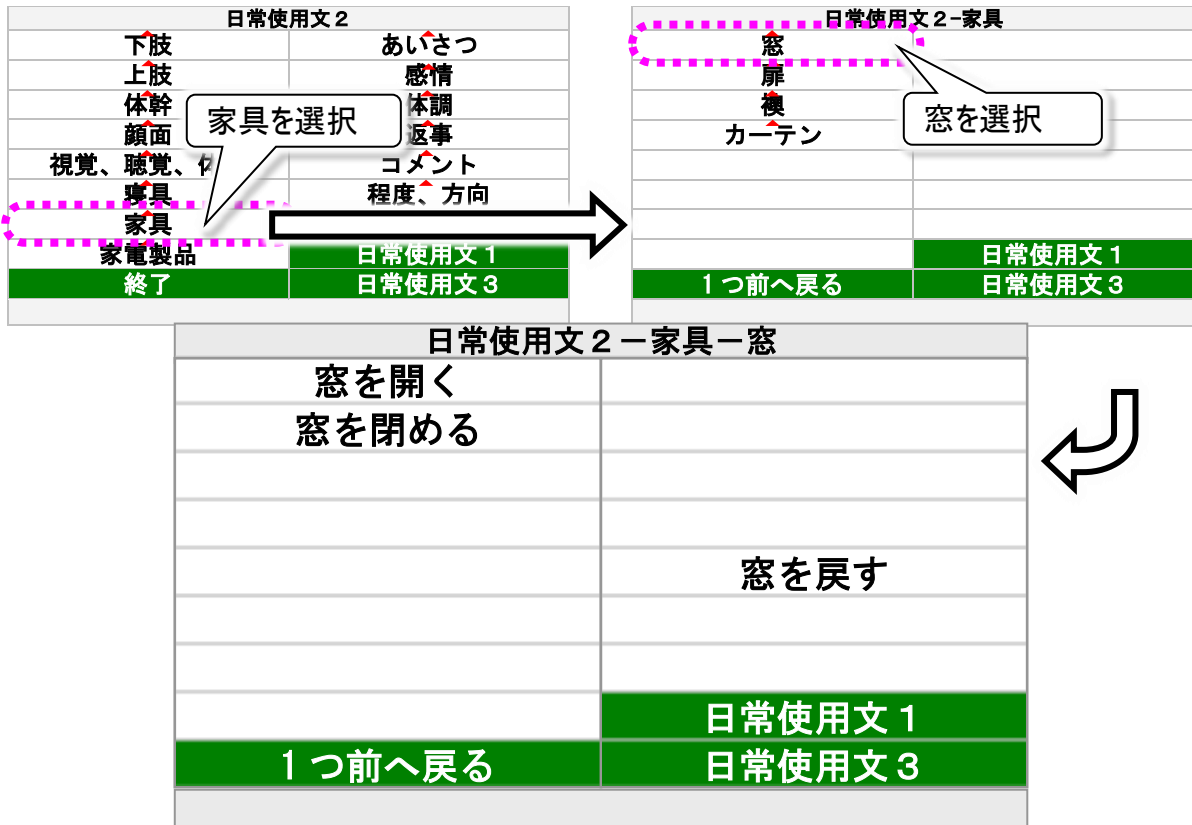 日常使用文２
下肢 あいさつ
上肢 感情
体幹 体調
顔面 返事
視覚、聴覚、 コメント
寝具 程度、方向
家具
家電製品 日常使用文１
終了 日常使用文３
家具を選択
日常使用文２-家具
窓
扉
襖
カーテン
日常使用文１
１つ前へ戻る 日常使用文３
窓を選択
日常使用文２－家具－窓
窓を開く
窓を閉める
窓を戻す
日常使用文１
１つ前へ戻る 日常使用文３